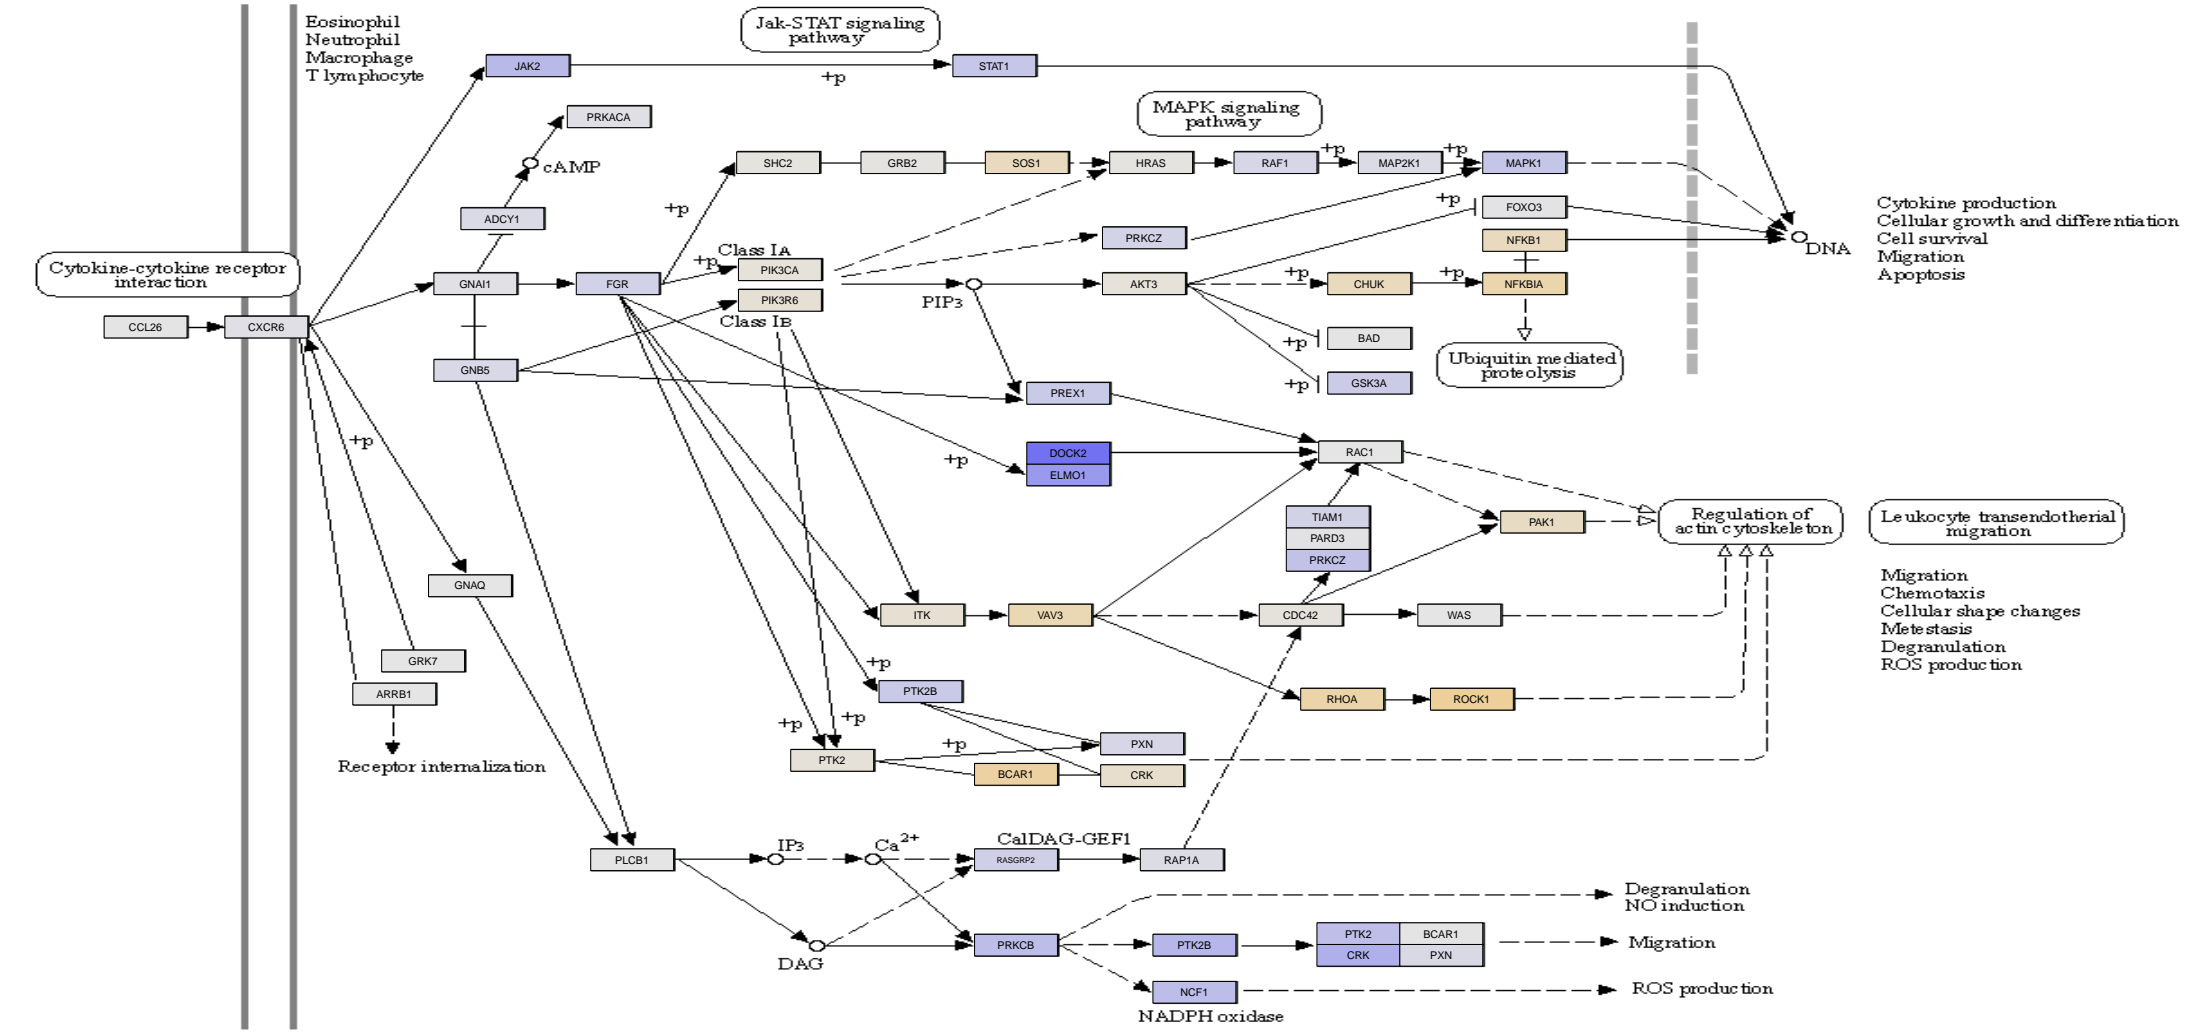 Eosinophil
Neutrophil
Macrophage
T lymphocyte
Jak-STAT signaling
pathway
JAK2
+p
STAT1
PRKACA
cAMP
ADCY1
MAPK signaling
pathway
SHC2
GRB2
SOS1
HRAS
RAF1
+p
MAP2K1
+p
MAPK1
+p
+p
FOXO3
PRKCZ
NFKB1
DNA
Cytokine production
Cellular growth and differentiation
Cell survival
Migration
Apoptosis
Cytokine-cytokine receptor
interaction
CCL26
CXCR6
GNAI1
FGR
Class IA
+p
PIK3CA
PIK3R6
Class IB
PIP3
AKT3
+p
CHUK
+p
NFKBIA
+p
BAD
+p
GSK3A
Ubiquitin mediated
proteolysis
GNB5
PREX1
+p
+p
DOCK2
ELMO1
RAC1
TIAM1
PARD3
PRKCZ
PAK1
Regulation of
actin cytoskeleton
Leukocyte transendotherial
migration
Migration
Chemotaxis
Cellular shape changes
Metestasis
Degranulation
ROS production
GNAQ
ITK
VAV3
CDC42
WAS
GRK7
ARRB1
Receptor internalization
+p
PTK2B
RHOA
ROCK1
+p
+p
PTK2
+p
PXN
BCAR1
CRK
PLCB1
IP3
Ca2+
CalDAG-GEF1
RASGRP2
RAP1A
DAG
PRKCB
Degranulation
NO induction
PTK2B
PTK2
BCAR1
CRK
PXN
Migration
NCF1
ROS production
NADPH oxidase